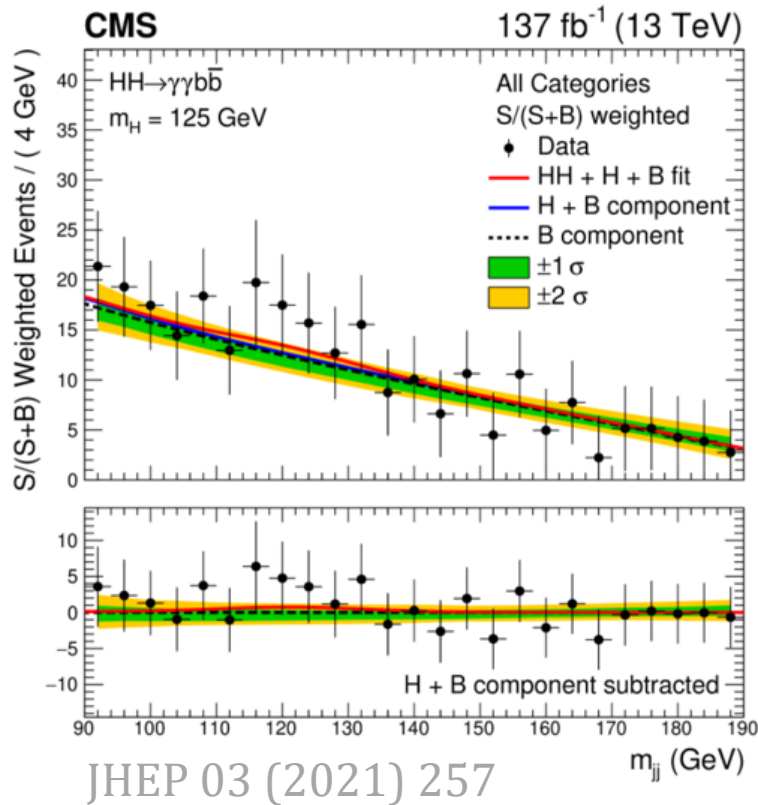 CMS 137 fb⁻¹ (13 TeV)
HH→γγbb̅
m_H = 125 GeV
All Categories
S/(S+B) weighted
Data
HH + H + B fit
H + B component
B component
±1 σ
±2 σ
S/(S+B) Weighted Events / ( 4 GeV )
40
35
30
25
20
15
10
5
0
10
5
0
−5
−10
H + B component subtracted
90 100 110 120 130 140 150 160 170 180 190
m_jj (GeV)
JHEP 03 (2021) 257